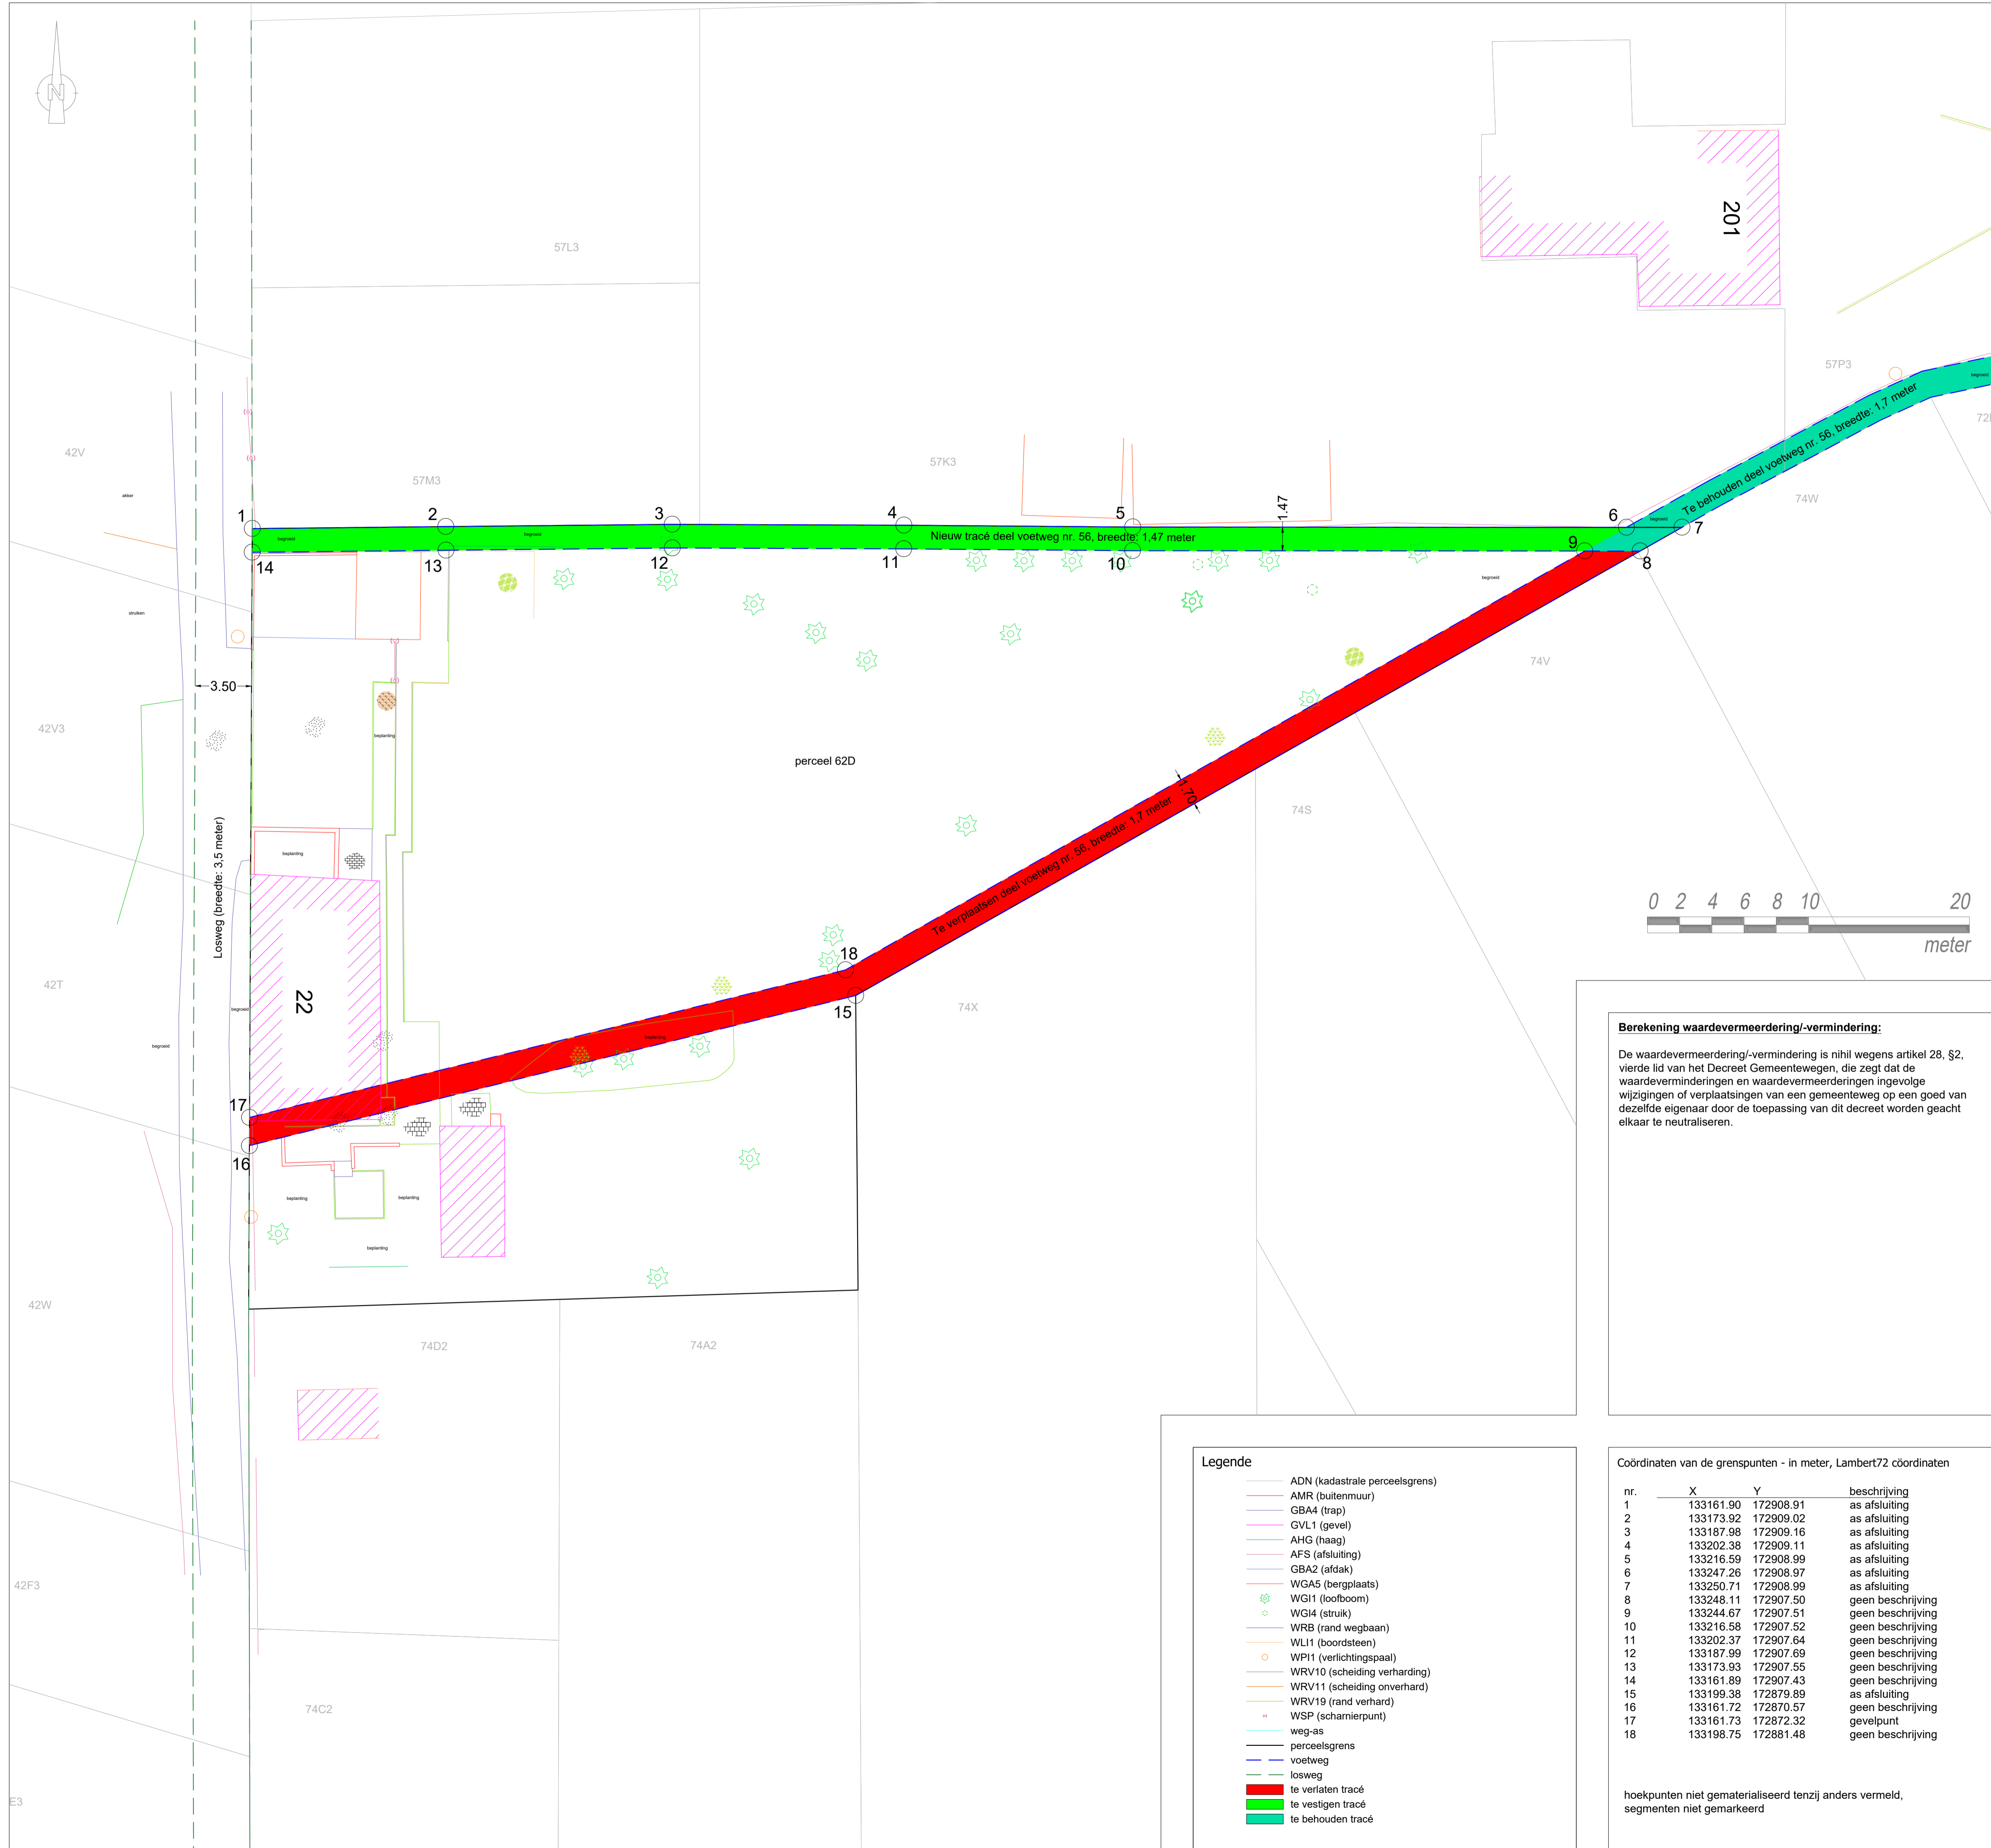 N
57L3
201
57P3
42V
57K3
57M3
72
akker
74W
1
2
3
4
5
6
7
1.47
begroeid
begroeid
begroeid
begroeid
Te behouden deel voetweg nr. 56, breedte: 1,7 meter
Nieuw tracé deel voetweg nr. 56, breedte: 1,47 meter
14
13
12
11
10
9
8
begroeid
struiken
74V
3.50
42V3
beplanting
perceel 62D
1.70
74S
Te verplaatsen deel voetweg nr. 56, breedte: 1,7 meter
Losweg (breedte: 3,5 meter)
beplanting
0 2 4 6 8 10 20
meter
18
42T
22
begroeid
15
74X
begroeid
beplanting
17
16
beplanting
beplanting
beplanting
42W
74D2
74A2
42F3
74C2
E3
Berekening waardevermeerdering/-vermindering:
De waardevermeerdering/-vermindering is nihil wegens artikel 28, §2,
vierde lid van het Decreet Gemeentewegen, die zegt dat de
waardeverminderingen en waardevermeerderingen ingevolge
wijzigingen of verplaatsingen van een gemeenteweg op een goed van
dezelfde eigenaar door de toepassing van dit decreet worden geacht
elkaar te neutraliseren.
Legende
ADN (kadastrale perceelsgrens)
AMR (buitenmuur)
GBA4 (trap)
GVL1 (gevel)
AHG (haag)
AFS (afsluiting)
GBA2 (afdak)
WGA5 (bergplaats)
WGI1 (loofboom)
WGI4 (struik)
WRB (rand wegbaan)
WLI1 (boordsteen)
WPI1 (verlichtingspaal)
WRV10 (scheiding verharding)
WRV11 (scheiding onverhard)
WRV19 (rand verhard)
WSP (scharnierpunt)
weg-as
perceelsgrens
voetweg
losweg
te verlaten tracé
te vestigen tracé
te behouden tracé
Coördinaten van de grenspunten - in meter, Lambert72 cöordinaten
nr. X Y beschrijving
1 133161.90 172908.91 as afsluiting
2 133173.92 172909.02 as afsluiting
3 133187.98 172909.16 as afsluiting
4 133202.38 172909.11 as afsluiting
5 133216.59 172908.99 as afsluiting
6 133247.26 172908.97 as afsluiting
7 133250.71 172908.99 as afsluiting
8 133248.11 172907.50 geen beschrijving
9 133244.67 172907.51 geen beschrijving
10 133216.58 172907.52 geen beschrijving
11 133202.37 172907.64 geen beschrijving
12 133187.99 172907.69 geen beschrijving
13 133173.93 172907.55 geen beschrijving
14 133161.89 172907.43 geen beschrijving
15 133199.38 172879.89 as afsluiting
16 133161.72 172870.57 geen beschrijving
17 133161.73 172872.32 gevelpunt
18 133198.75 172881.48 geen beschrijving
hoekpunten niet gematerialiseerd tenzij anders vermeld,
segmenten niet gemarkeerd